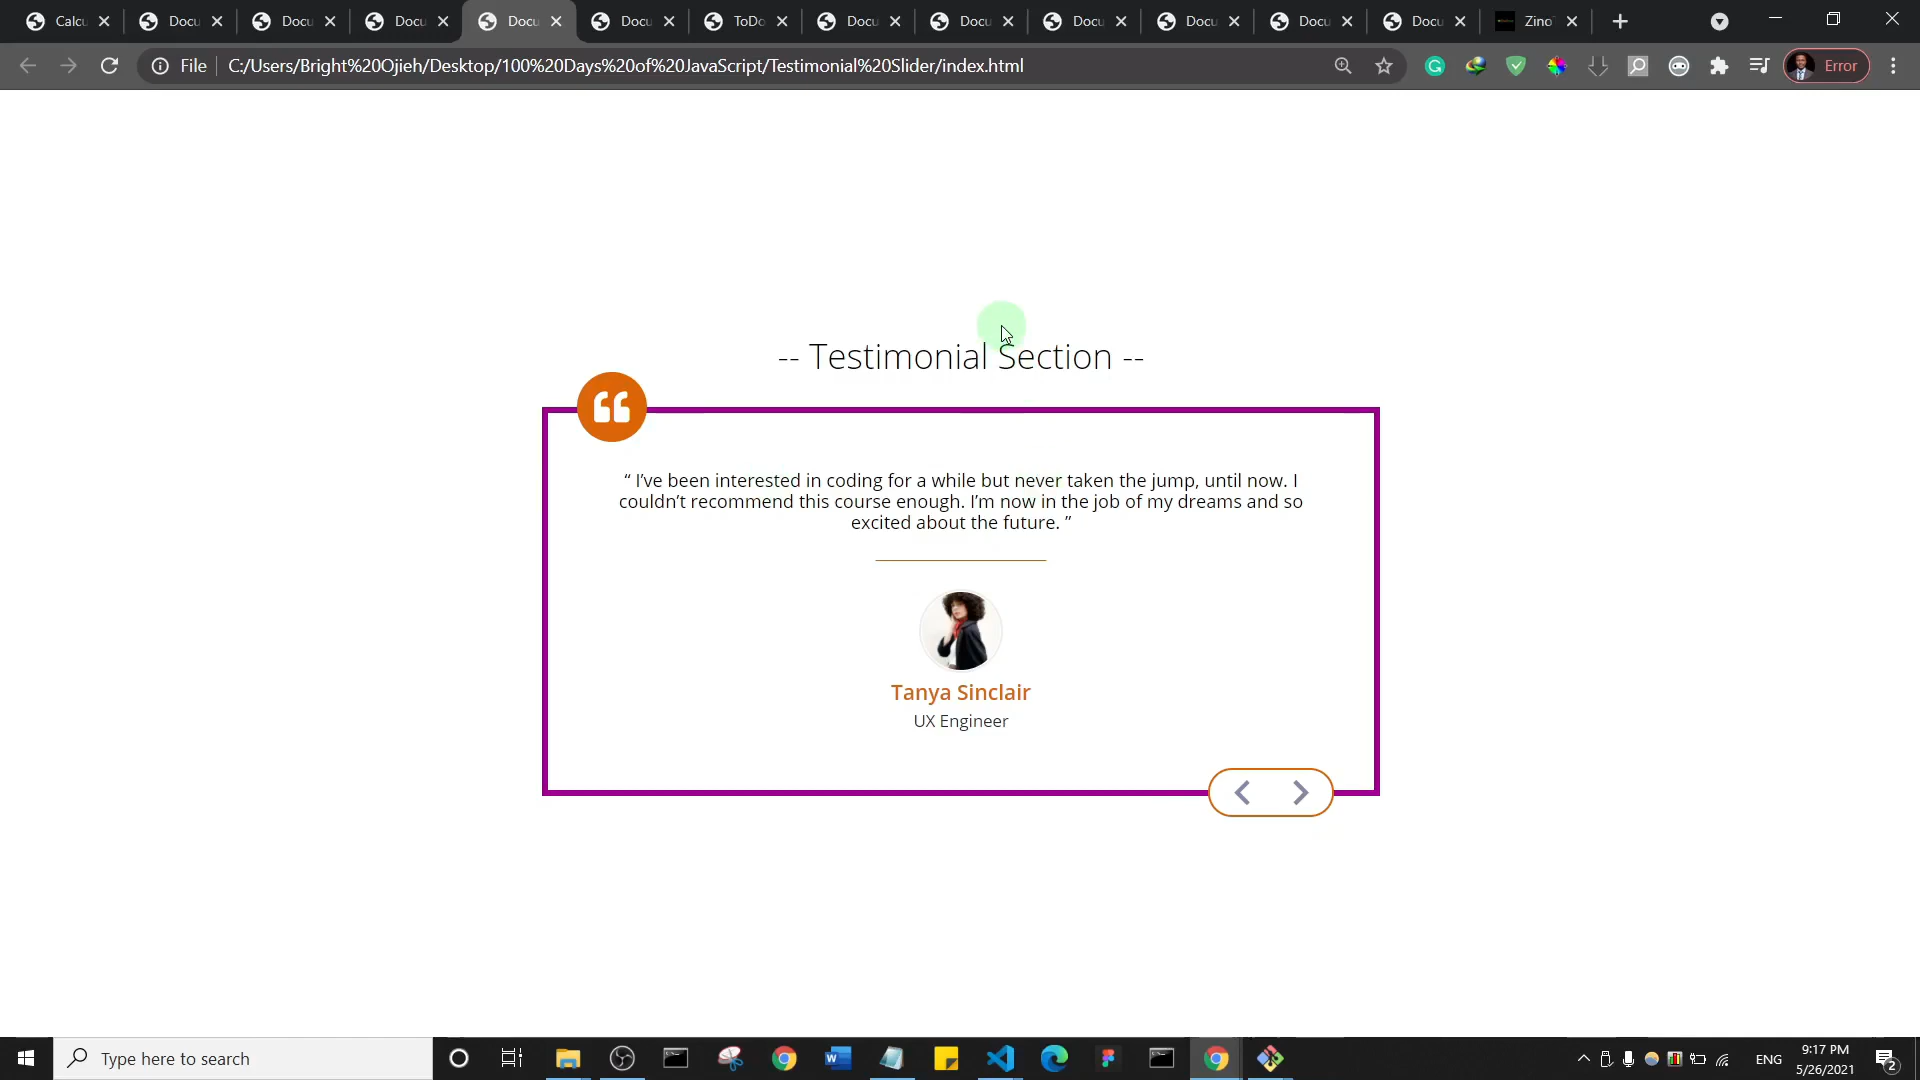 Calcu
Docu
Docu
Docu
Docu
Docu
ToDo
Docu
Docu
Docu
Docu
Docu
Docu
Zino
File
C:/Users/Bright%20Ojieh/Desktop/100%20Days%20of%20JavaScript/Testimonial%20Slider/index.html
Error
-- Testimonial Section --
“ I’ve been interested in coding for a while but never taken the jump, until now. I
couldn’t recommend this course enough. I’m now in the job of my dreams and so
excited about the future. ”
Tanya Sinclair
UX Engineer
Type here to search
ENG
9:17 PM
5/26/2021
2